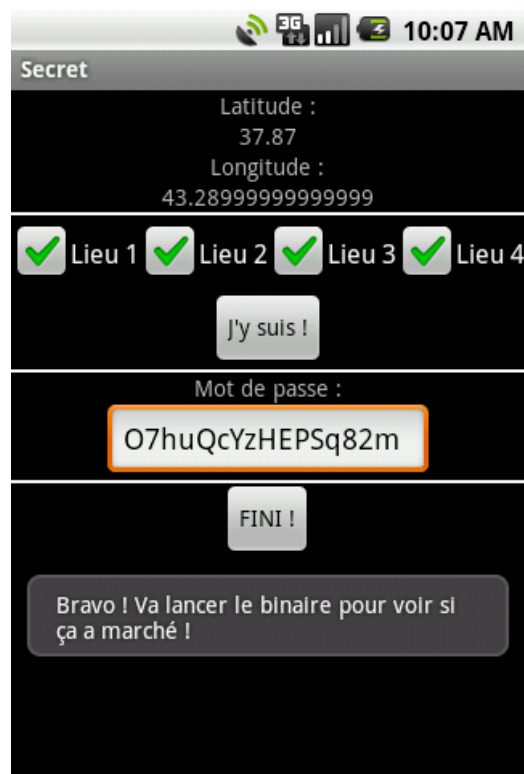 3G 10:07 AM
Secret
Latitude :
37.87
Longitude :
43.28999999999999
Lieu 1 Lieu 2 Lieu 3 Lieu 4
J'y suis !
Mot de passe :
O7huQcYzHEPSq82m
FINI !
Bravo ! Va lancer le binaire pour voir si
ça a marché !